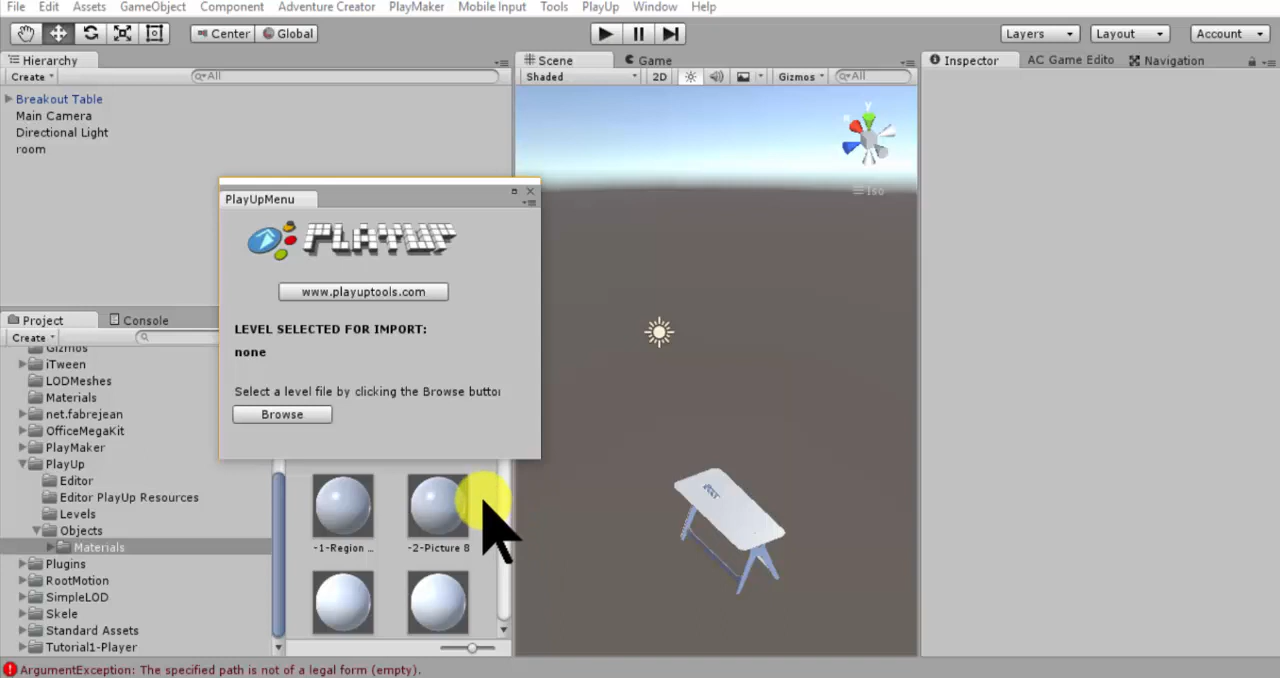 File Edit Assets GameObject Component Adventure Creator PlayMaker Mobile Input Tools PlayUp Window Help
Center Global Layers Layout Account
Hierarchy
Create All
Breakout Table
Main Camera
Directional Light
room
Scene Game
Shaded 2D Gizmos All
y
Iso
Inspector AC Game Edito Navigation
PlayUpMenu
PLAYUP
www.playuptools.com
LEVEL SELECTED FOR IMPORT:
none
Select a level file by clicking the Browse buttor
Browse
Project Console
Create
Gizmos
iTween
LODMeshes
Materials
net.fabrejean
OfficeMegaKit
PlayMaker
PlayUp
Editor
Editor PlayUp Resources
Levels
Objects
Materials
Plugins
RootMotion
SimpleLOD
Skele
Standard Assets
Tutorial1-Player
-1-Region ... -2-Picture 8
ArgumentException: The specified path is not of a legal form (empty).